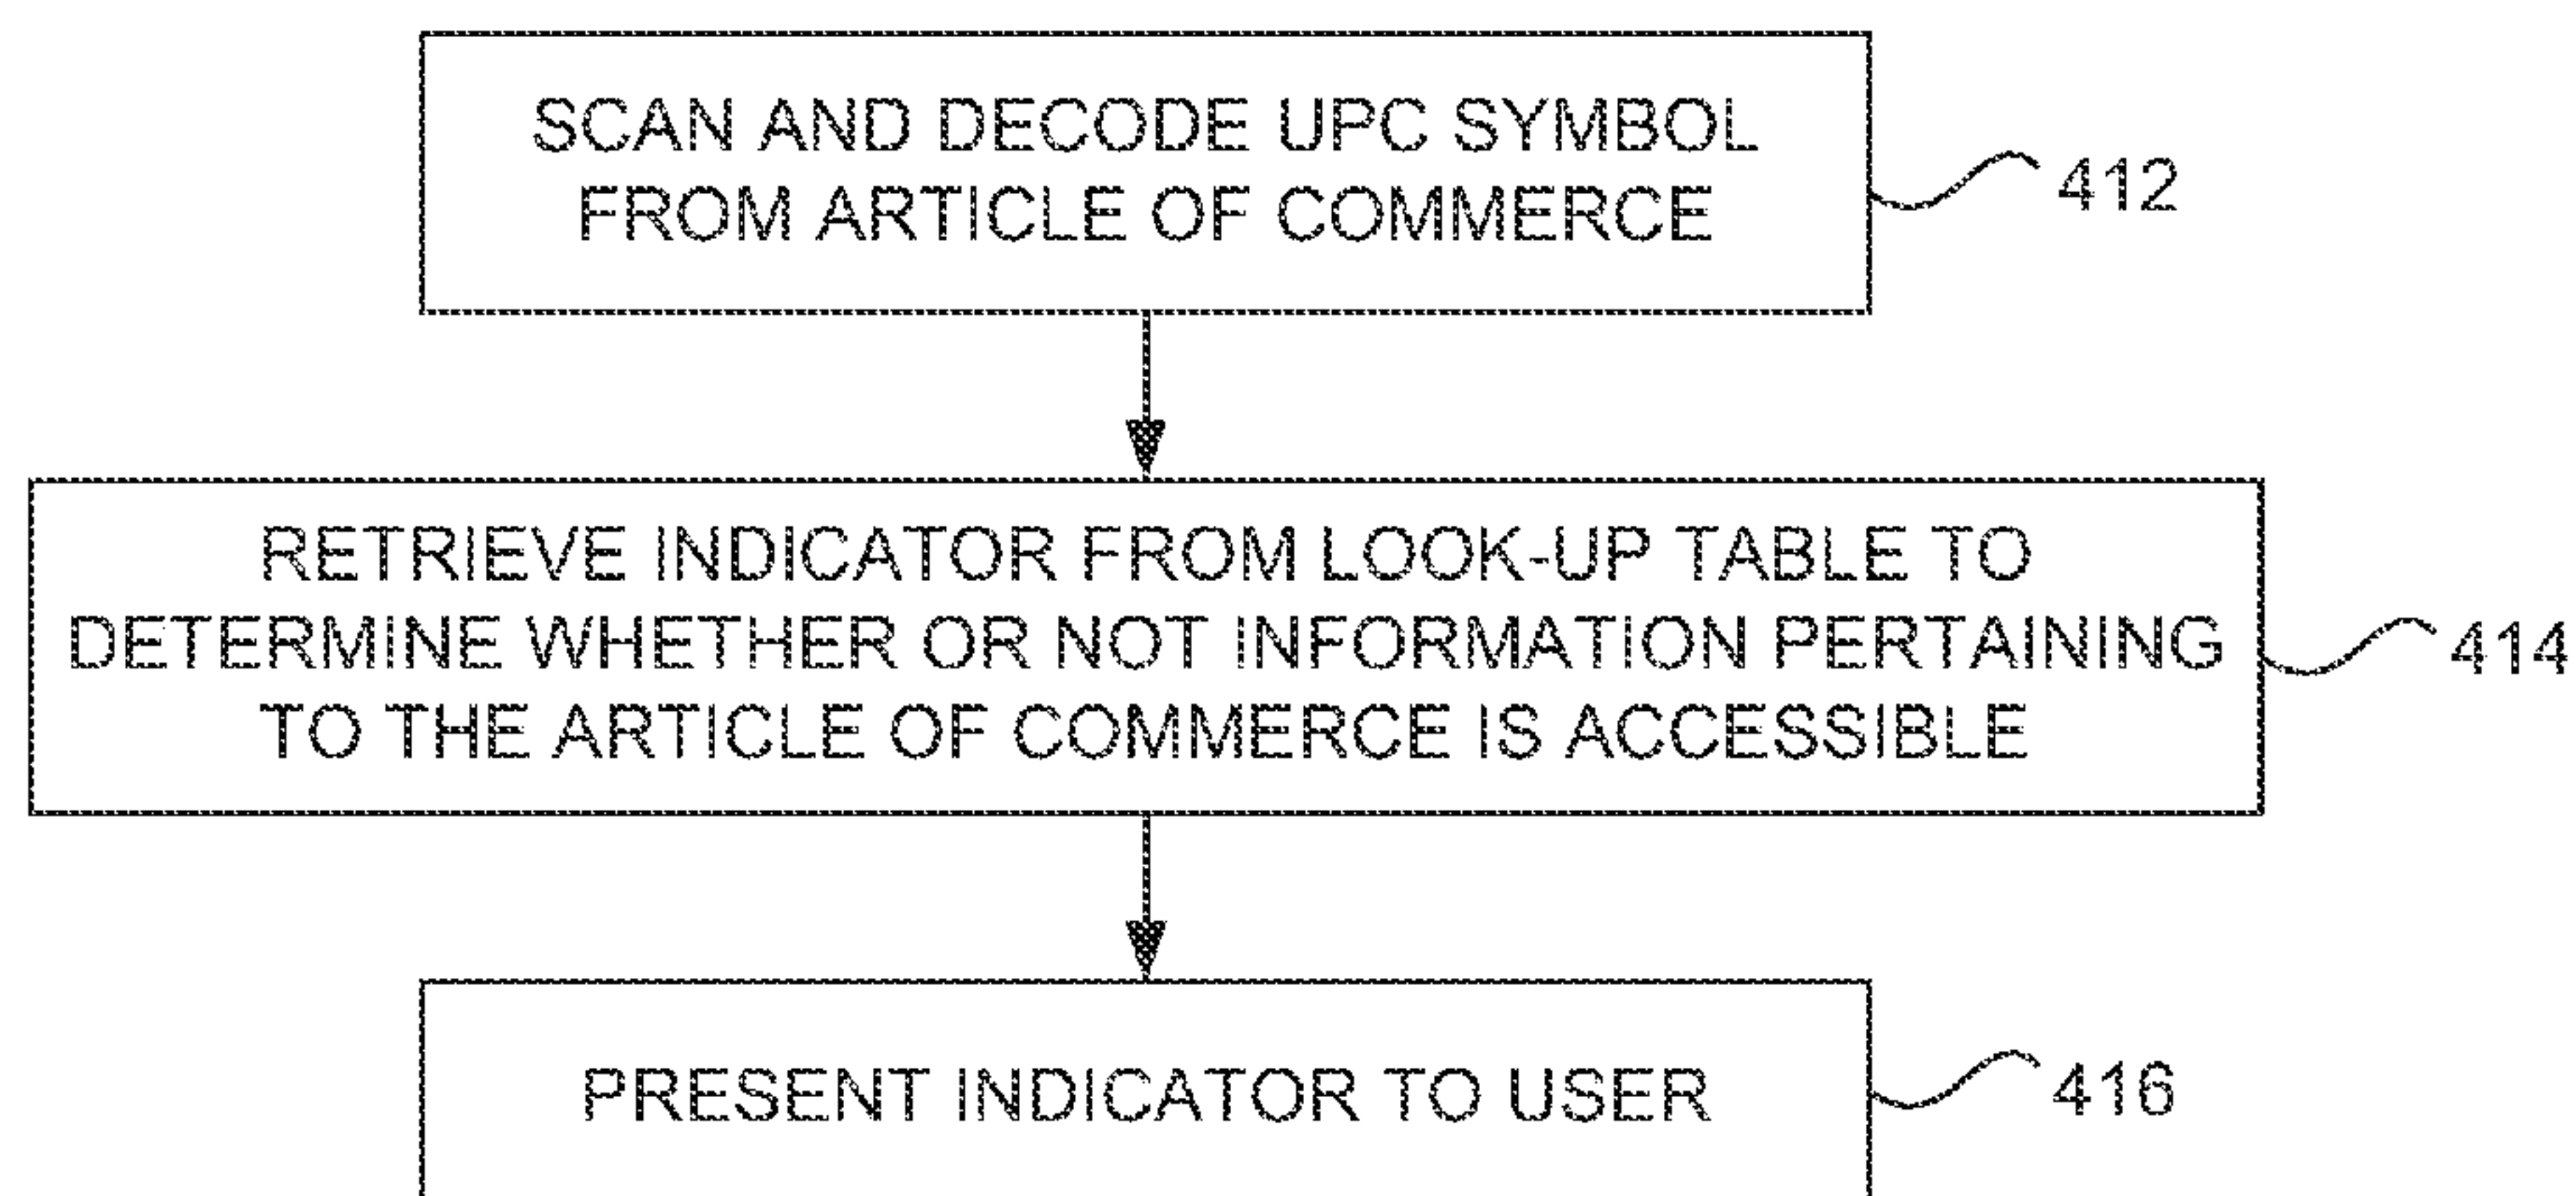 SCAN AND DECODE UPC SYMBOL
FROM ARTICLE OF COMMERCE
412
RETRIEVE INDICATOR FROM LOOK-UP TABLE TO
DETERMINE WHETHER OR NOT INFORMATION PERTAINING
TO THE ARTICLE OF COMMERCE IS ACCESSIBLE
414
PRESENT INDICATOR TO USER
416